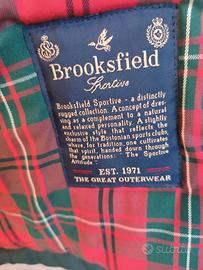 Brooksfield
Sportive
Brooksfield Sportive - a distinctly
rugged collection. A concept of dres-
sing as a complement to a natural
and relaxed personality. A slightly
exclusive style that reflects the
charm of the Bostonian sports clubs,
where, for tradition, one cultivates
that spirit, handed down through
the generations: "The Sportive
Attitude".
EST. 1971
THE GREAT OUTERWEAR
subito